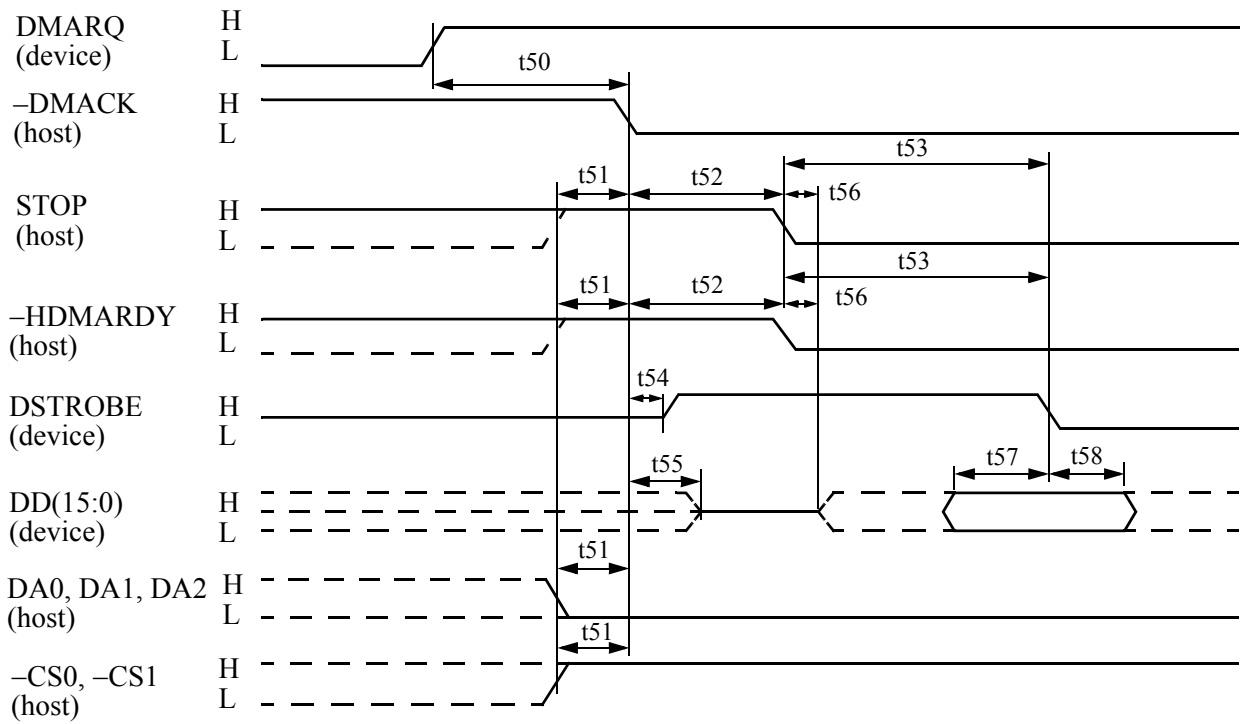 DMARQ H
(device) L
t50
–DMACK H
(host) L
t53
t51 t52 t56
STOP H
(host) L
t53
t51 t52 t56
–HDMARDY H
(host) L
t54
DSTROBE H
(device) L
t55 t57 t58
DD(15:0) H
(device) L
t51
DA0, DA1, DA2 H
(host) L
t51
–CS0, –CS1 H
(host) L